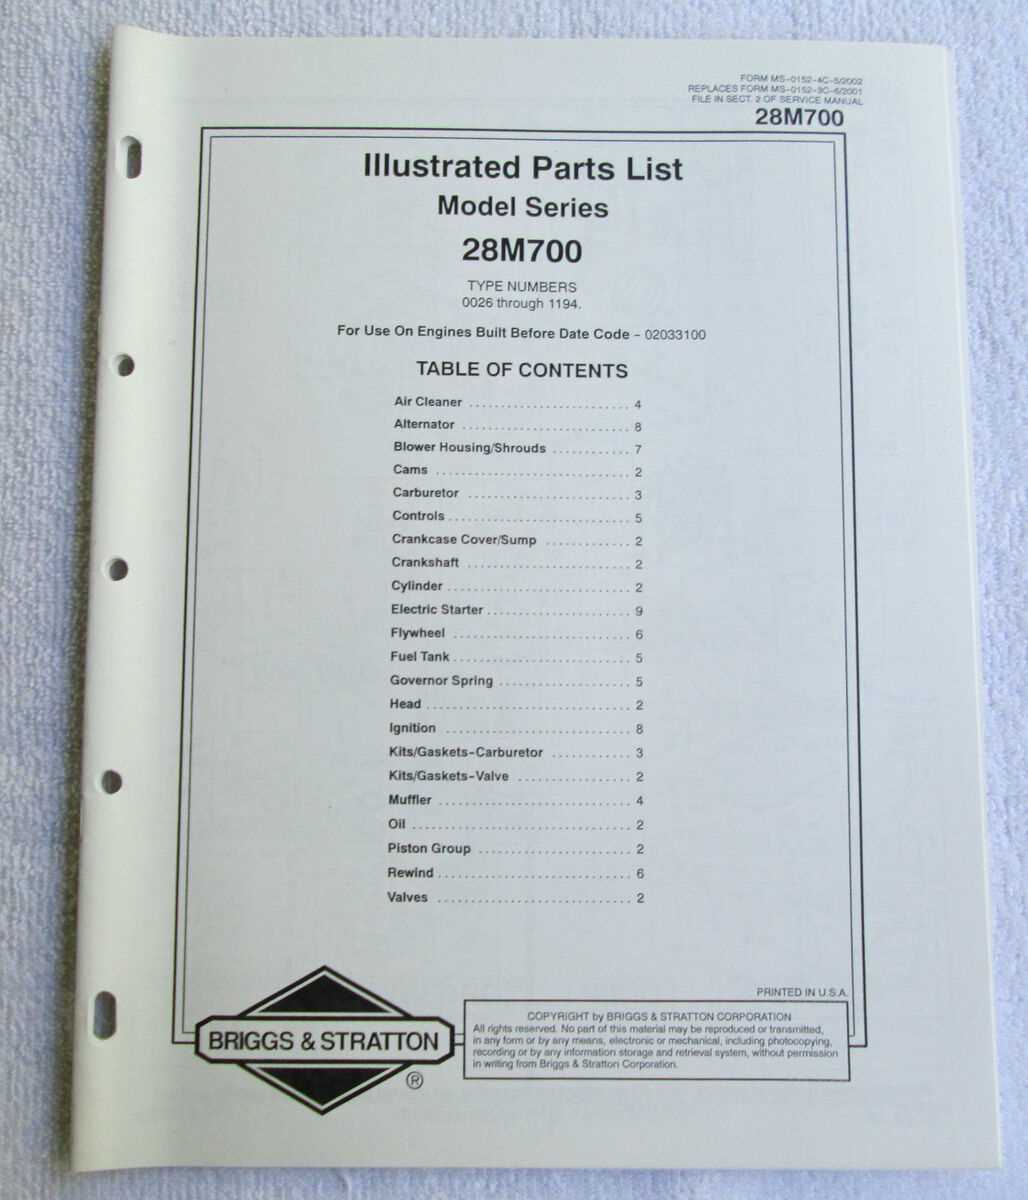 FORM MS-0152-4C-5/2002
REPLACES FORM MS-0152-3C-6/2001
FILE IN SECT. 2 OF SERVICE MANUAL
28M700
Illustrated Parts List
Model Series
28M700
TYPE NUMBERS
0026 through 1194.
For Use On Engines Built Before Date Code - 02033100
TABLE OF CONTENTS
Air Cleaner ........................ 4
Alternator ......................... 8
Blower Housing/Shrouds ............ 7
Cams .............................. 2
Carburetor ......................... 3
Controls ............................ 5
Crankcase Cover/Sump ............. 2
Crankshaft ......................... 2
Cylinder ............................ 2
Electric Starter ...................... 9
Flywheel ........................... 6
Fuel Tank ........................... 5
Governor Spring .................... 5
Head ............................... 2
Ignition ............................ 8
Kits/Gaskets-Carburetor ............ 3
Kits/Gaskets-Valve ................. 2
Muffler ............................. 4
Oil ................................. 2
Piston Group ....................... 2
Rewind ............................. 6
Valves ............................. 2
PRINTED IN U.S.A.
BRIGGS & STRATTON
®
COPYRIGHT by BRIGGS & STRATTON CORPORATION
All rights reserved. No part of this material may be reproduced or transmitted,
in any form or by any means, electronic or mechanical, including photocopying,
recording or by any information storage and retrieval system, without permission
in writing from Briggs & Stratton Corporation.